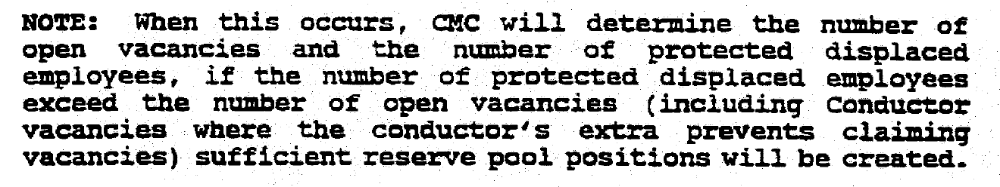 NOTE: When this occurs, CMC will determine the number of
open vacancies and the number of protected displaced
employees, if the number of protected displaced employees
exceed the number of open vacancies (including Conductor
vacancies where the conductor's extra prevents claiming
vacancies) sufficient reserve pool positions will be created.